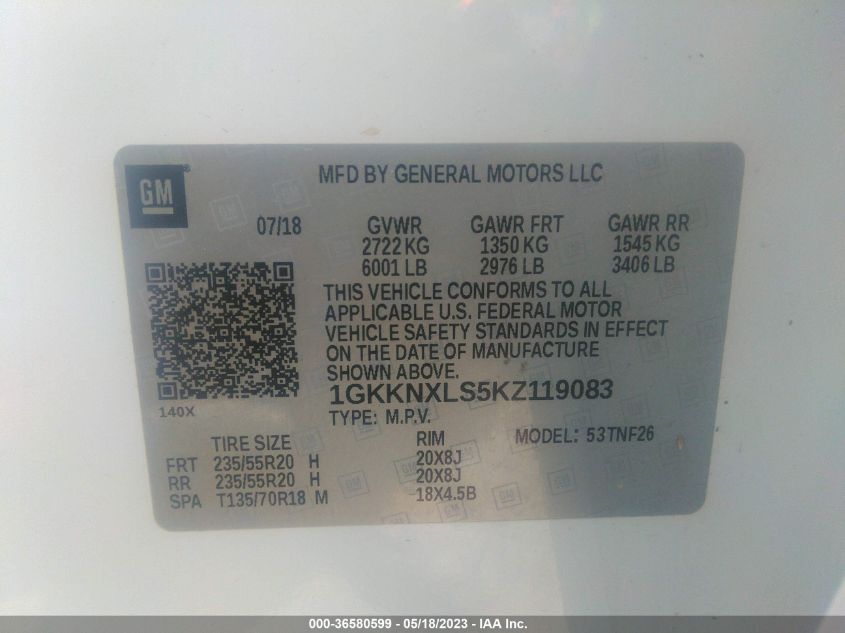 GM
MFD BY GENERAL MOTORS LLC
07/18 GVWR GAWR FRT GAWR RR
2722 KG 1350 KG 1545 KG
6001 LB 2976 LB 3406 LB
THIS VEHICLE CONFORMS TO ALL
APPLICABLE U.S. FEDERAL MOTOR
VEHICLE SAFETY STANDARDS IN EFFECT
ON THE DATE OF MANUFACTURE
SHOWN ABOVE.
1GKKNXLS5KZ119083
140X
TYPE: M.P.V.
TIRE SIZE RIM MODEL: 53TNF26
FRT 235/55R20 H 20X8J
RR 235/55R20 H 20X8J
SPA T135/70R18 M 18X4.5B
000-36580599 - 05/18/2023 - IAA Inc.